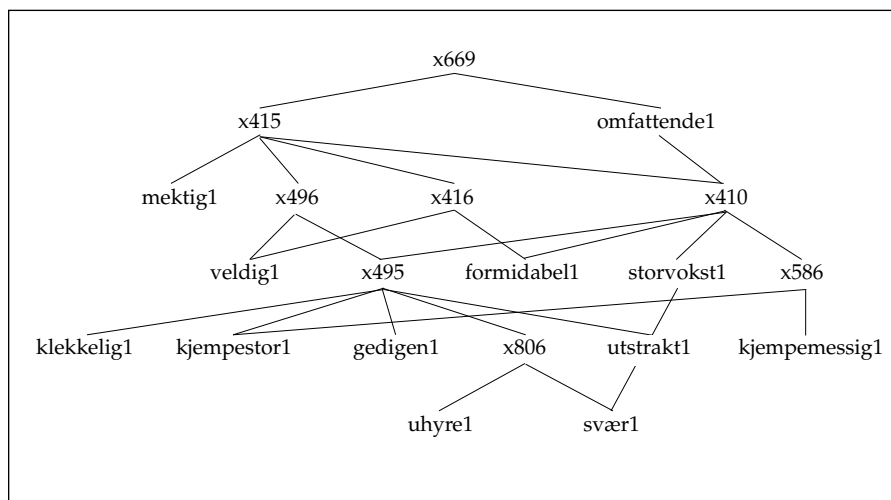 x669
x415 omfattende1
mektig1 x496 x416 x410
veldig1 x495 formidabel1 storvokst1 x586
klekkelig1 kjempestor1 gedigen1 x806 utstrakt1 kjempemessig1
uhyre1 svær1